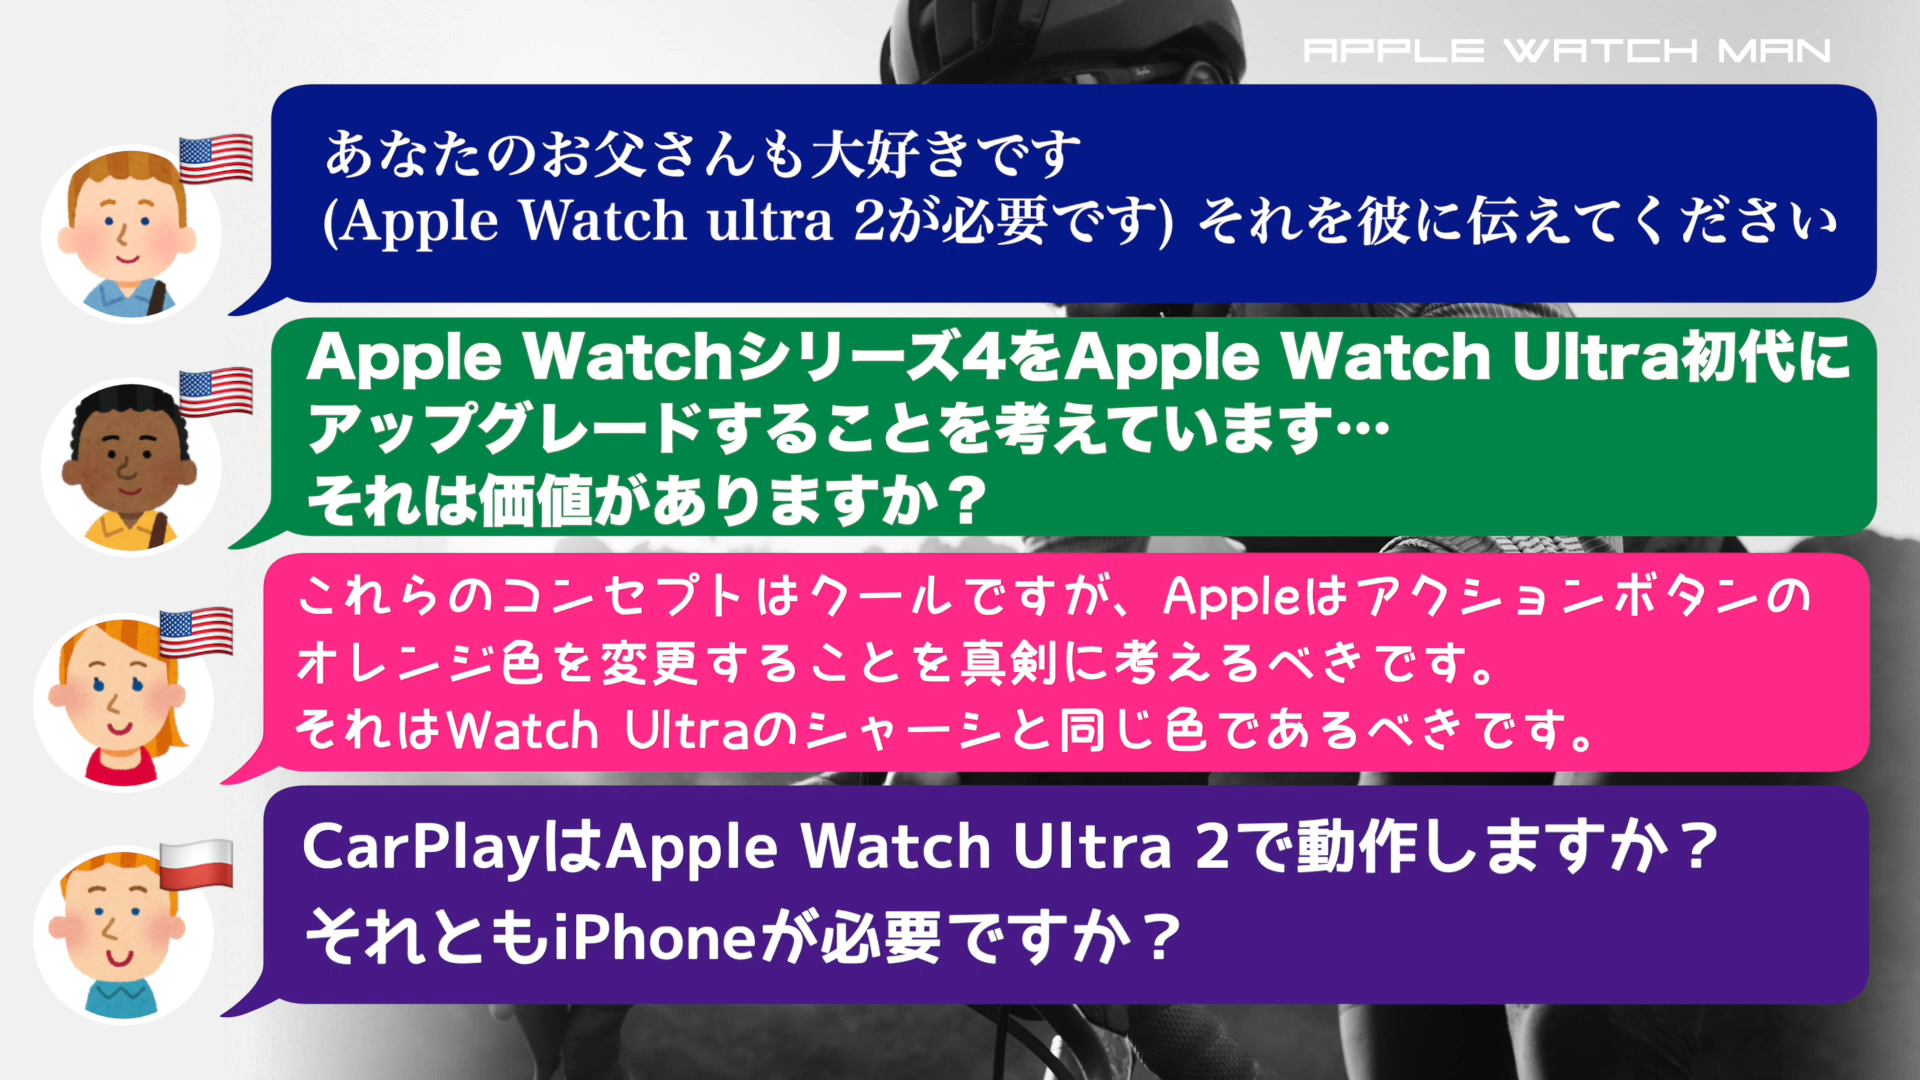 APPLE WATCH MAN
あなたのお父さんも大好きです
(Apple Watch ultra 2が必要です) それを彼に伝えてください
Apple Watchシリーズ4をApple Watch Ultra初代に
アップグレードすることを考えています…
それは価値がありますか？
これらのコンセプトはクールですが、Appleはアクションボタンの
オレンジ色を変更することを真剣に考えるべきです。
それはWatch Ultraのシャーシと同じ色であるべきです。
CarPlayはApple Watch Ultra 2で動作しますか？
それともiPhoneが必要ですか？